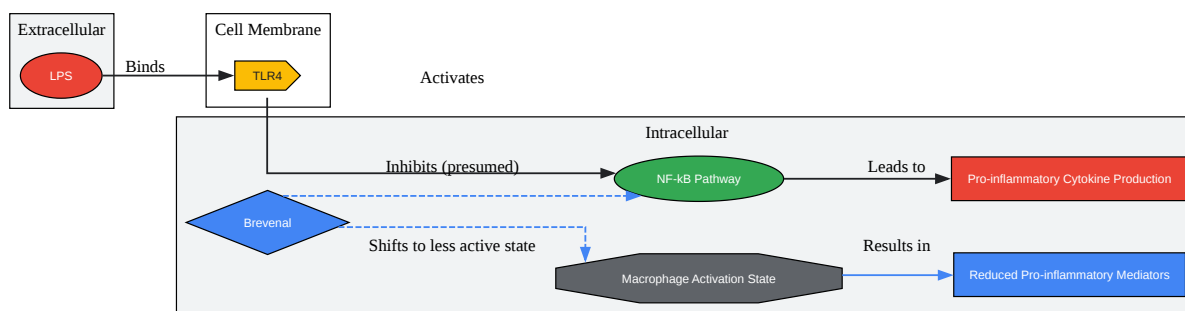 Extracellular
Cell Membrane
LPS
Binds
TLR4
Activates
Intracellular
Inhibits (presumed)
NF-kB Pathway
Leads to
Pro-inflammatory Cytokine Production
Brevenal
Shifts to less active state
Macrophage Activation State
Results in
Reduced Pro-inflammatory Mediators